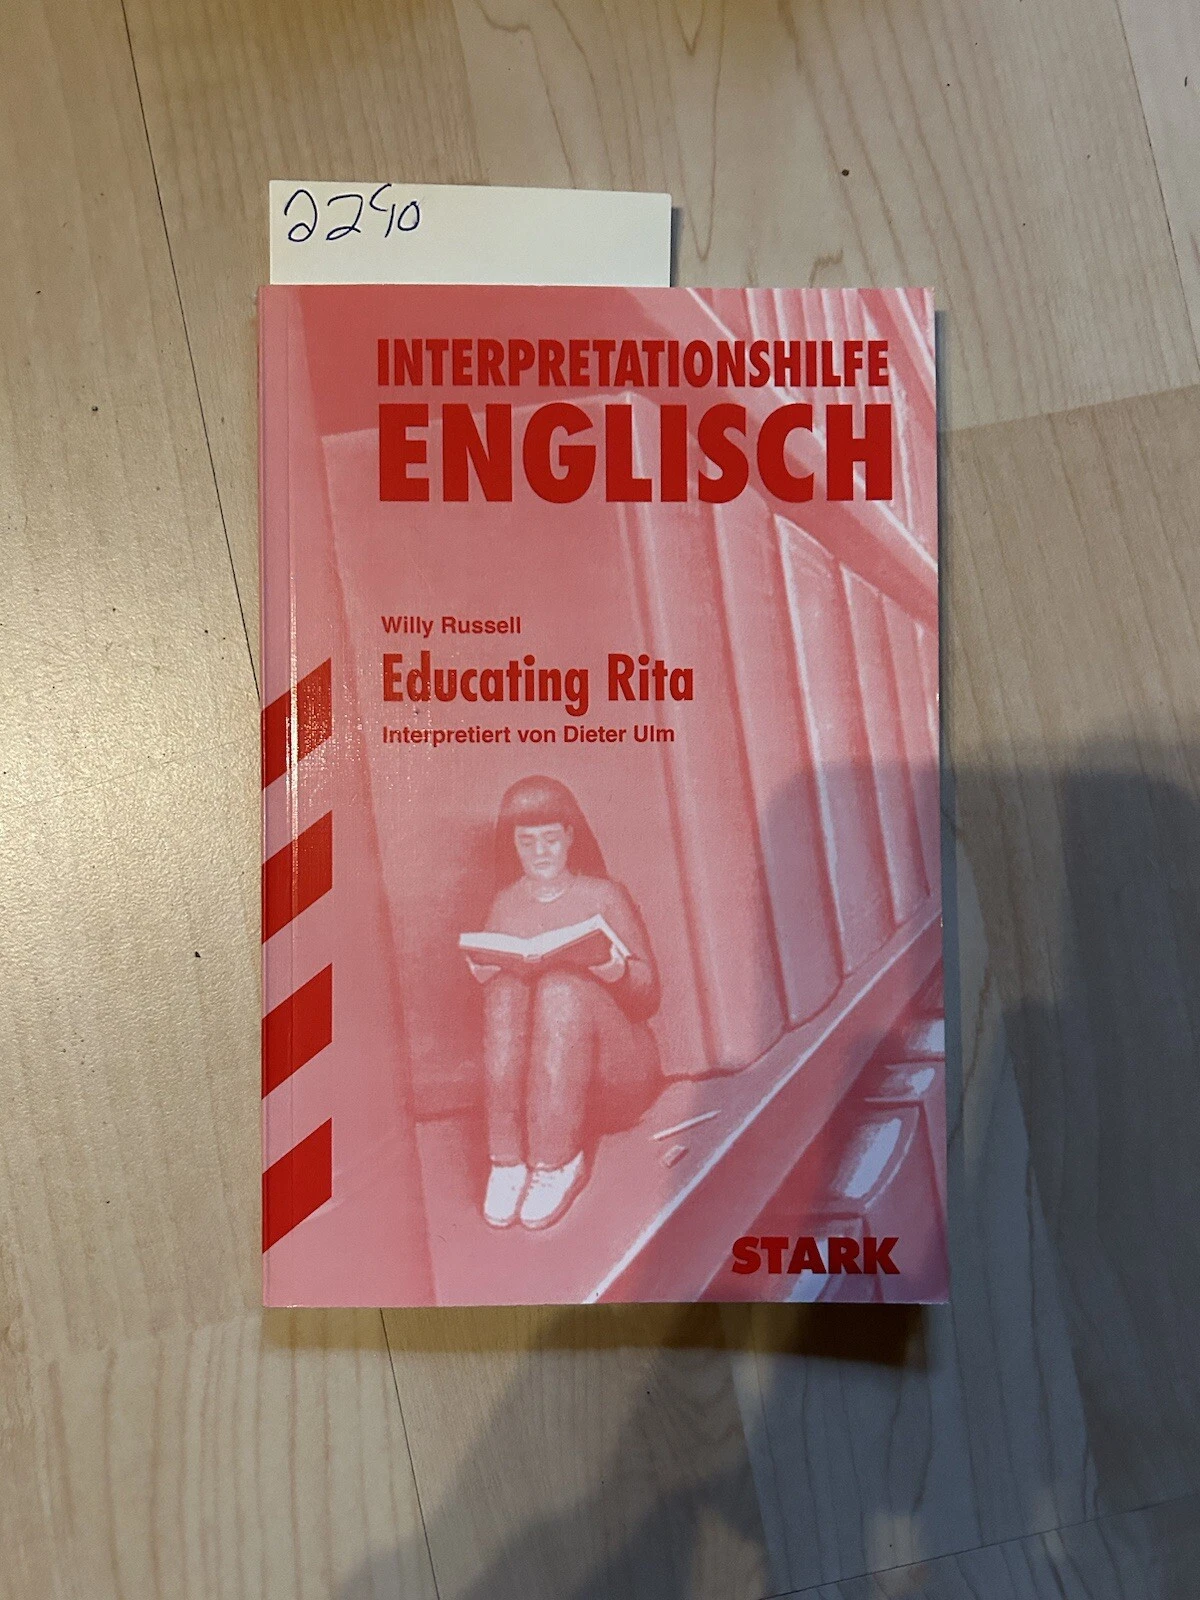 2240
INTERPRETATIONSHILFE
ENGLISCH
Willy Russell
Educating Rita
Interpretiert von Dieter Ulm
STARK